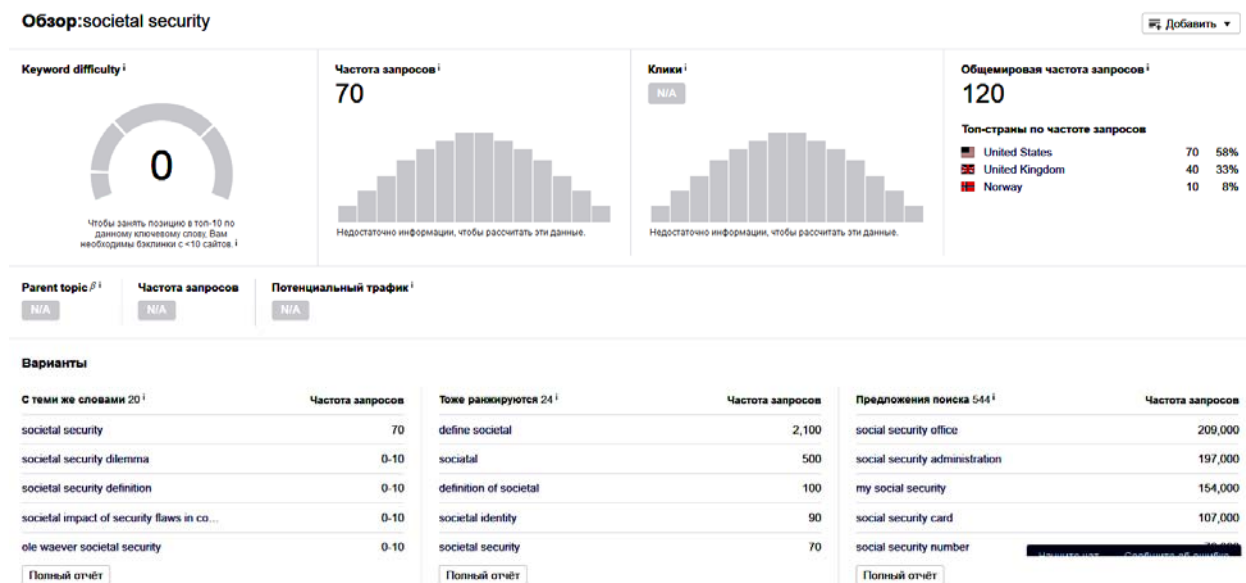 Обзор:societal security
Добавить
Keyword difficulty i
0
Чтобы занять позицию в топ-10 по
данному ключевому слову, Вам
необходимы бэклинки с <10 сайтов. i
Частота запросов i
70
Недостаточно информации, чтобы рассчитать эти данные.
Клики i
N/A
Недостаточно информации, чтобы рассчитать эти данные.
Общемировая частота запросов i
120
Топ-страны по частоте запросов
United States 70 58%
United Kingdom 40 33%
Norway 10 8%
Parent topic β i
N/A
Частота запросов
N/A
Потенциальный трафик i
N/A
Варианты
С теми же словами 20 i Частота запросов
societal security 70
societal security dilemma 0-10
societal security definition 0-10
societal impact of security flaws in co... 0-10
ole waever societal security 0-10
Полный отчёт
Тоже ранжируются 24 i Частота запросов
define societal 2,100
sociatal 500
definition of societal 100
societal identity 90
societal security 70
Полный отчёт
Предложения поиска 544 i Частота запросов
social security office 209,000
social security administration 197,000
my social security 154,000
social security card 107,000
social security number
Полный отчёт